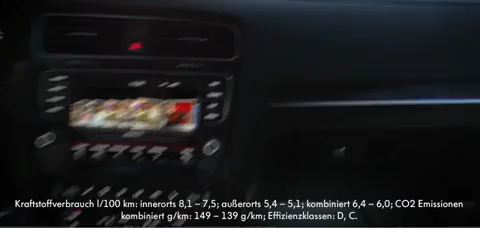 Kraftstoffverbrauch l/100 km: innerorts 8,1 – 7,5; außerorts 5,4 – 5,1; kombiniert 6,4 – 6,0; CO2 Emissionen
kombiniert g/km: 149 – 139 g/km; Effizienzklassen: D, C.